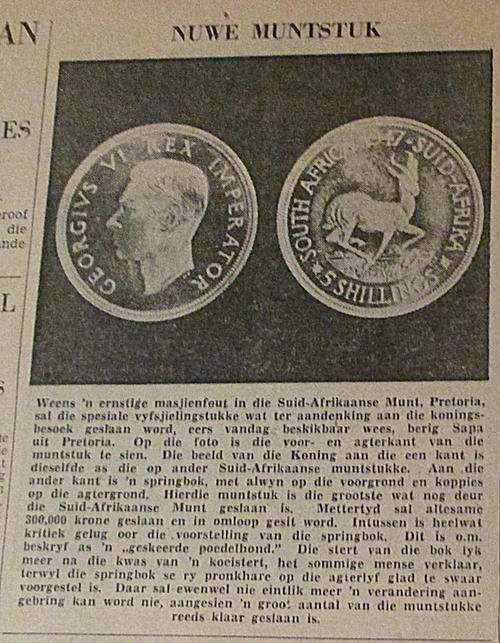 AN
ES
roof
die
nde
L
S
NUWE MUNTSTUK
GEORGIVS VI REX IMPERATOR
SOUTH AFRICA 1947 SUID-AFRIKA
5 SHILLINGS
Weens 'n ernstige masjienfout in die Suid-Afrikaanse Munt, Pretoria,
sal die spesiale vyfsjielingstukke wat ter aandenking aan die konings-
besoek geslaan word, eers vandag beskikbaar wees, berig Sapa
uit Pretoria. Op die foto is die voor- en agterkant van die
muntstuk te sien. Die beeld van die Koning aan die een kant is
dieselfde as die op ander Suid-Afrikaanse muntstukke. Aan die
ander kant is 'n springbok, met alwyn op die voorgrond en koppies
op die agtergrond. Hierdie muntstuk is die grootste wat nog deur
die Suid-Afrikaanse Munt geslaan is. Mettertyd sal altesame
300,000 krone geslaan en in omloop gesit word. Intussen is heelwat
kritiek gelug oor die voorstelling van die springbok. Dit is o.m.
beskryf as 'n „geskeerde poedelhond." Die stert van die bok lyk
meer na die kwas van 'n koeistert, het sommige mense verklaar,
terwyl die springbok se ry pronkhare op die agterlyf glad te swaar
voorgestel is. Daar sal ewenwel nie eintlik meer 'n verandering aan-
gebring kan word nie, aangesien 'n groot aantal van die muntstukke
reeds klaar geslaan is.